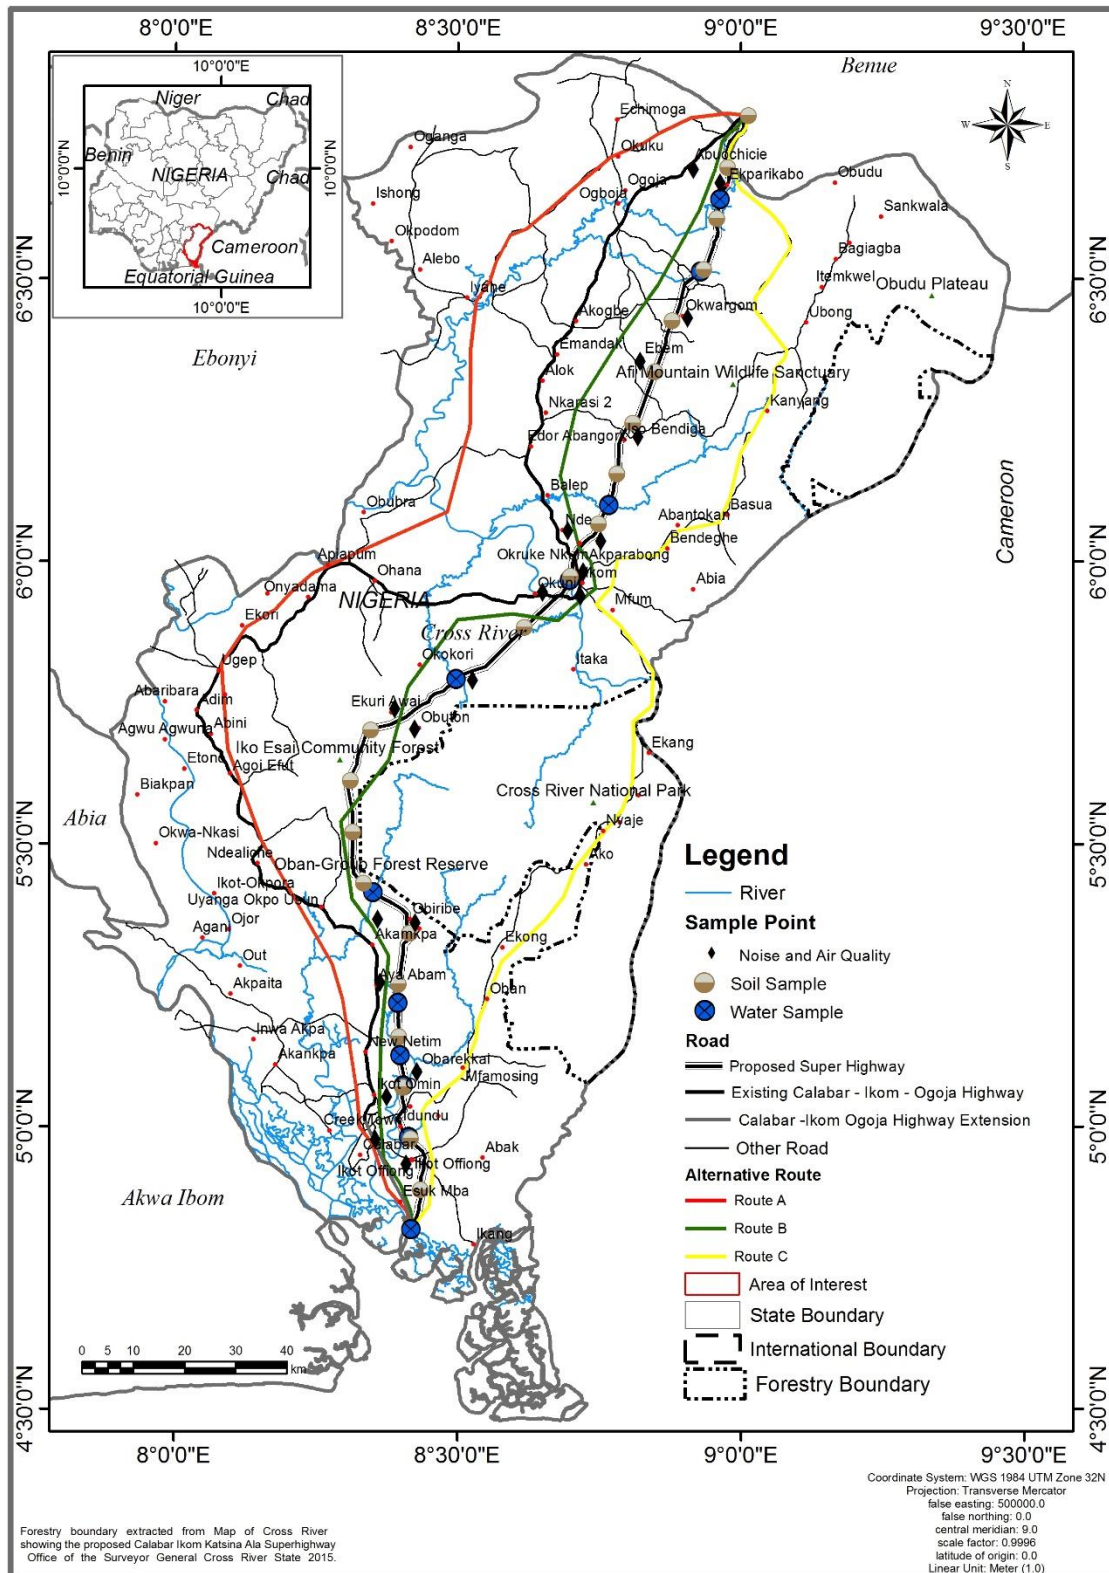 8°0'0"E
8°30'0"E
9°0'0"E
9°30'0"E
10°0'0"E
Niger
Chad
Benin
NIGERIA
Chad
Cameroon
Equatorial Guinea
10°0'0"N
10°0'0"N
10°0'0"E
Benue
N
W
E
S
Echimoga
Oganga
Okuku
Abuochicie
Ekparikabo
Obudu
Ishong
Ogboja
Ogoja
Sankwala
Okpodom
Alebo
Bagiagba
Iyahe
Itemkwel
Obudu Plateau
6°30'0"N
6°30'0"N
Akogbe
Okwargom
Ubong
Ebonyi
Emandak
Ebem
Alok
Afi Mountain Wildlife Sanctuary
Nkarasi 2
Kanyang
Iso Bendiga
Edor Abangon
Balep
Basua
Obubra
Nde
Abantokan
Bendeghe
Cameroon
Okruke Nkum
Akparabong
Apiapum
6°0'0"N
6°0'0"N
Ohana
Okuni
Ikom
Abia
Onyadama
NIGERIA
Mfum
Ekori
Cross River
Ugep
Okokori
Itaka
Abaribara
Adim
Ekuri Awai
Agwu Agwuna
Abini
Obuton
Iko Esai Community Forest
Ekang
Etono
Agoi Efut
Biakpan
Cross River National Park
Abia
Nyaje
Okwa-Nkasi
5°30'0"N
5°30'0"N
Ndealione
Oban-Group Forest Reserve
Ako
Ikot-Okpora
Uyanga Okpo Uelun
Ojor
Obiribe
Agani
Akamkpa
Ekong
Out
Aya Abam
Akpaita
Oban
Inwa Akpa
New Netim
Akankpa
Obarekkai
Ikot Omin
Mfamosing
Creek Town
Idundu
5°0'0"N
5°0'0"N
Calabar
Abak
Ikot Offiong
Ikot Offiong
Akwa Ibom
Esuk Mba
Ikang
Legend
River
Sample Point
Noise and Air Quality
Soil Sample
Water Sample
Road
Proposed Super Highway
Existing Calabar - Ikom - Ogoja Highway
Calabar -Ikom Ogoja Highway Extension
Other Road
Alternative Route
Route A
Route B
Route C
Area of Interest
State Boundary
International Boundary
Forestry Boundary
0 5 10 20 30 40
km
4°30'0"N
4°30'0"N
8°0'0"E
8°30'0"E
9°0'0"E
9°30'0"E
Coordinate System: WGS 1984 UTM Zone 32N
Projection: Transverse Mercator
false easting: 500000.0
false northing: 0.0
central meridian: 9.0
scale factor: 0.9996
latitude of origin: 0.0
Linear Unit: Meter (1.0)
Forestry boundary extracted from Map of Cross River
showing the proposed Calabar Ikom Katsina Ala Superhighway
Office of the Surveyor General Cross River State 2015.